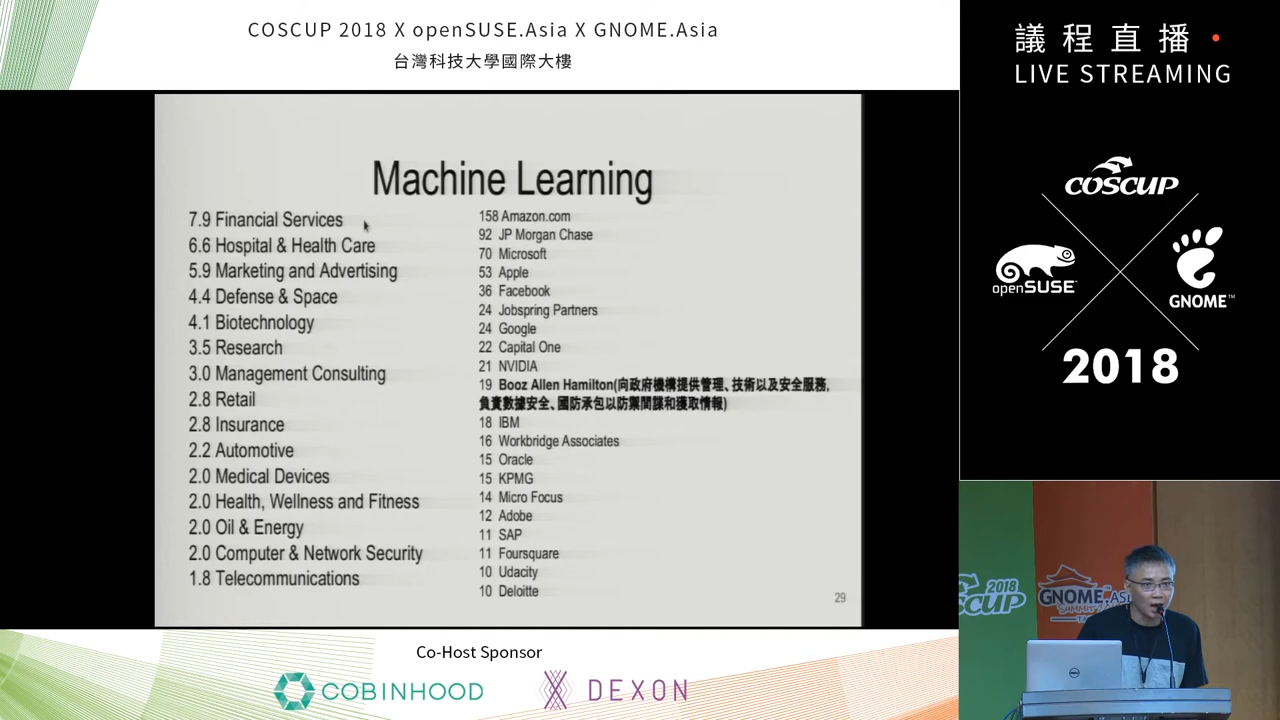 COSCUP 2018 X openSUSE.Asia X GNOME.Asia
台灣科技大學國際大樓
議程直播
LIVE STREAMING
Machine Learning
7.9 Financial Services
6.6 Hospital & Health Care
5.9 Marketing and Advertising
4.4 Defense & Space
4.1 Biotechnology
3.5 Research
3.0 Management Consulting
2.8 Retail
2.8 Insurance
2.2 Automotive
2.0 Medical Devices
2.0 Health, Wellness and Fitness
2.0 Oil & Energy
2.0 Computer & Network Security
1.8 Telecommunications
158 Amazon.com
92 JP Morgan Chase
70 Microsoft
53 Apple
36 Facebook
24 Jobspring Partners
24 Google
22 Capital One
21 NVIDIA
19 Booz Allen Hamilton(向政府機構提供管理、技術以及安全服務,
負責數據安全、國防承包以防禦間諜和獲取情報)
18 IBM
16 Workbridge Associates
15 Oracle
15 KPMG
14 Micro Focus
12 Adobe
11 SAP
11 Foursquare
10 Udacity
10 Deloitte
29
COSCUP
openSUSE
GNOME™
2018
2018
GNOME.ASIA
DELL
Co-Host Sponsor
COBINHOOD
DEXON